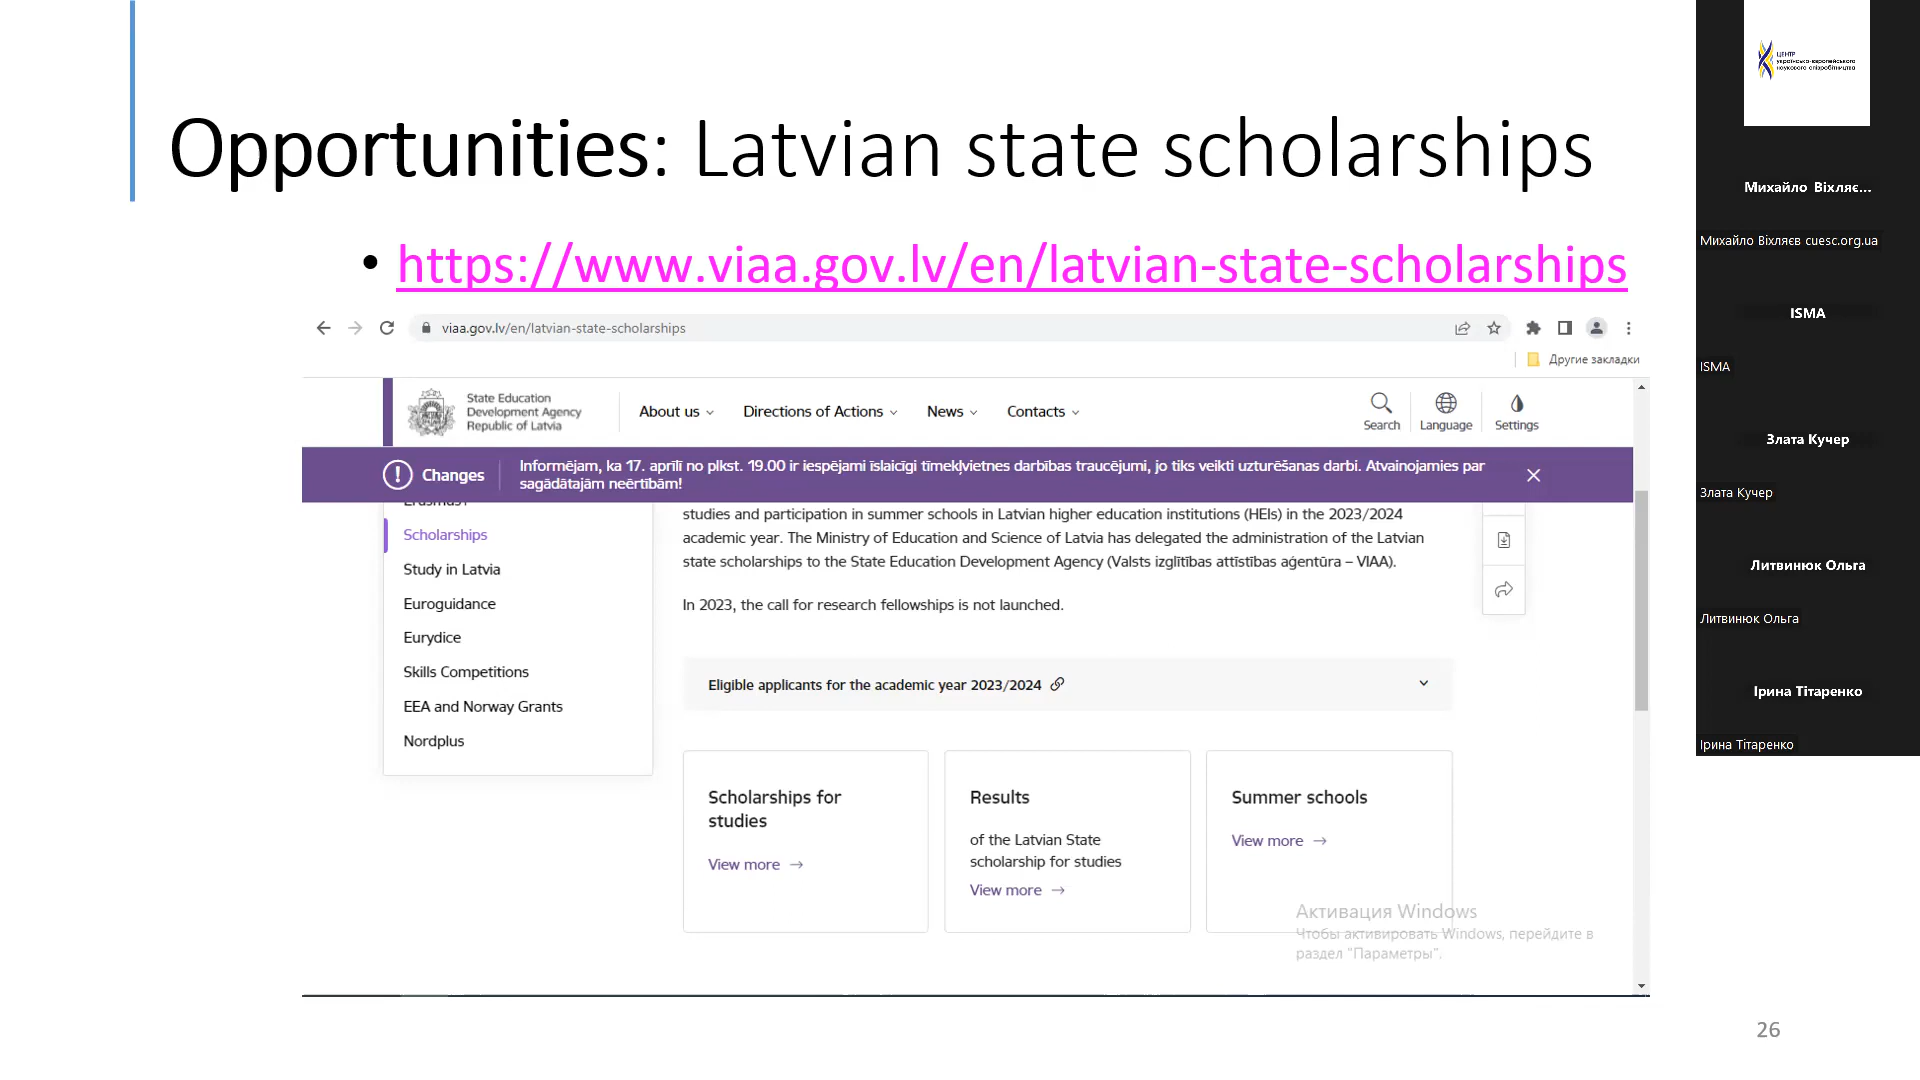 Opportunities: Latvian state scholarships
• https://www.viaa.gov.lv/en/latvian-state-scholarships
viaa.gov.lv/en/latvian-state-scholarships
Другие закладки
State Education
Development Agency
Republic of Latvia
About us
Directions of Actions
News
Contacts
Search
Language
Settings
Changes
Informējam, ka 17. aprīlī no plkst. 19.00 ir iespējami īslaicīgi tīmekļvietnes darbības traucējumi, jo tiks veikti uzturēšanas darbi. Atvainojamies par
sagādātajām neērtībām!
Erasmus+
Scholarships
Study in Latvia
Euroguidance
Eurydice
Skills Competitions
EEA and Norway Grants
Nordplus
studies and participation in summer schools in Latvian higher education institutions (HEIs) in the 2023/2024
academic year. The Ministry of Education and Science of Latvia has delegated the administration of the Latvian
state scholarships to the State Education Development Agency (Valsts izglītības attīstības aģentūra – VIAA).
In 2023, the call for research fellowships is not launched.
Eligible applicants for the academic year 2023/2024
Scholarships for
studies
View more →
Results
of the Latvian State
scholarship for studies
View more →
Summer schools
View more →
Активация Windows
Чтобы активировать Windows, перейдите в
раздел "Параметры".
26
ЦЕНТР
українсько-європейського
наукового співробітництва
Михайло Віхляє...
Михайло Віхляєв cuesc.org.ua
ISMA
ISMA
Злата Кучер
Злата Кучер
Литвинюк Ольга
Литвинюк Ольга
Ірина Тітаренко
Ірина Тітаренко